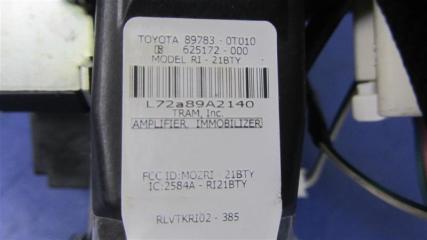 TOYOTA 89783-0T010
625172-000
MODEL RI-21BTY
L72a89A2140
TRAM, Inc.
AMPLIFIER, IMMOBILIZER
FCC ID:MOZRI-21BTY
IC:2584A-RI21BTY
RLVTKRI02-385